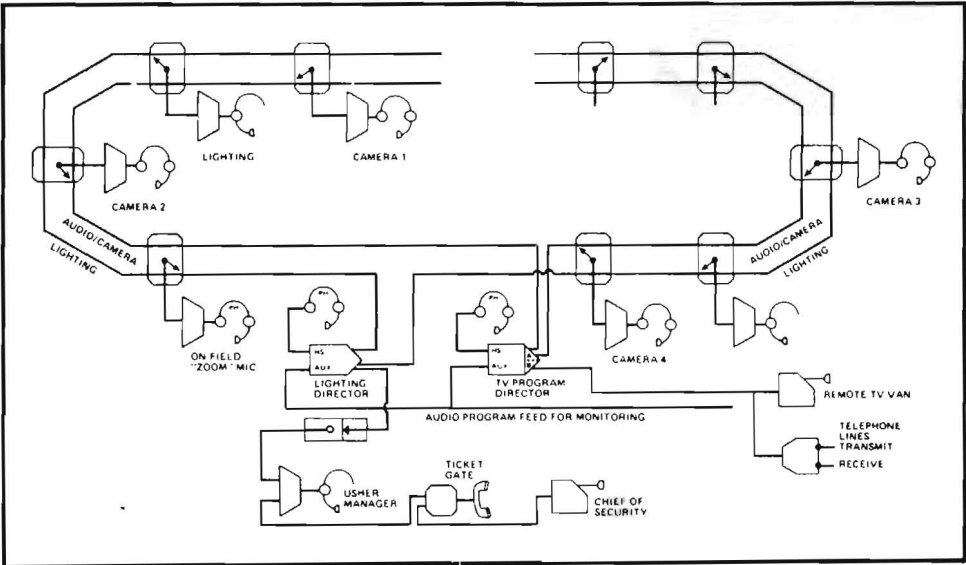 LIGHTING
CAMERA 1
CAMERA 2
CAMERA 3
AUDIO/CAMERA
LIGHTING
AUDIO/CAMERA
LIGHTING
ON FIELD
"ZOOM" MIC
HS
AUX
LIGHTING
DIRECTOR
HS
AUX
A
B
TV PROGRAM
DIRECTOR
CAMERA 4
AUDIO PROGRAM FEED FOR MONITORING
REMOTE TV VAN
TELEPHONE
LINES
TRANSMIT
RECEIVE
USHER
MANAGER
TICKET
GATE
CHIEF OF
SECURITY